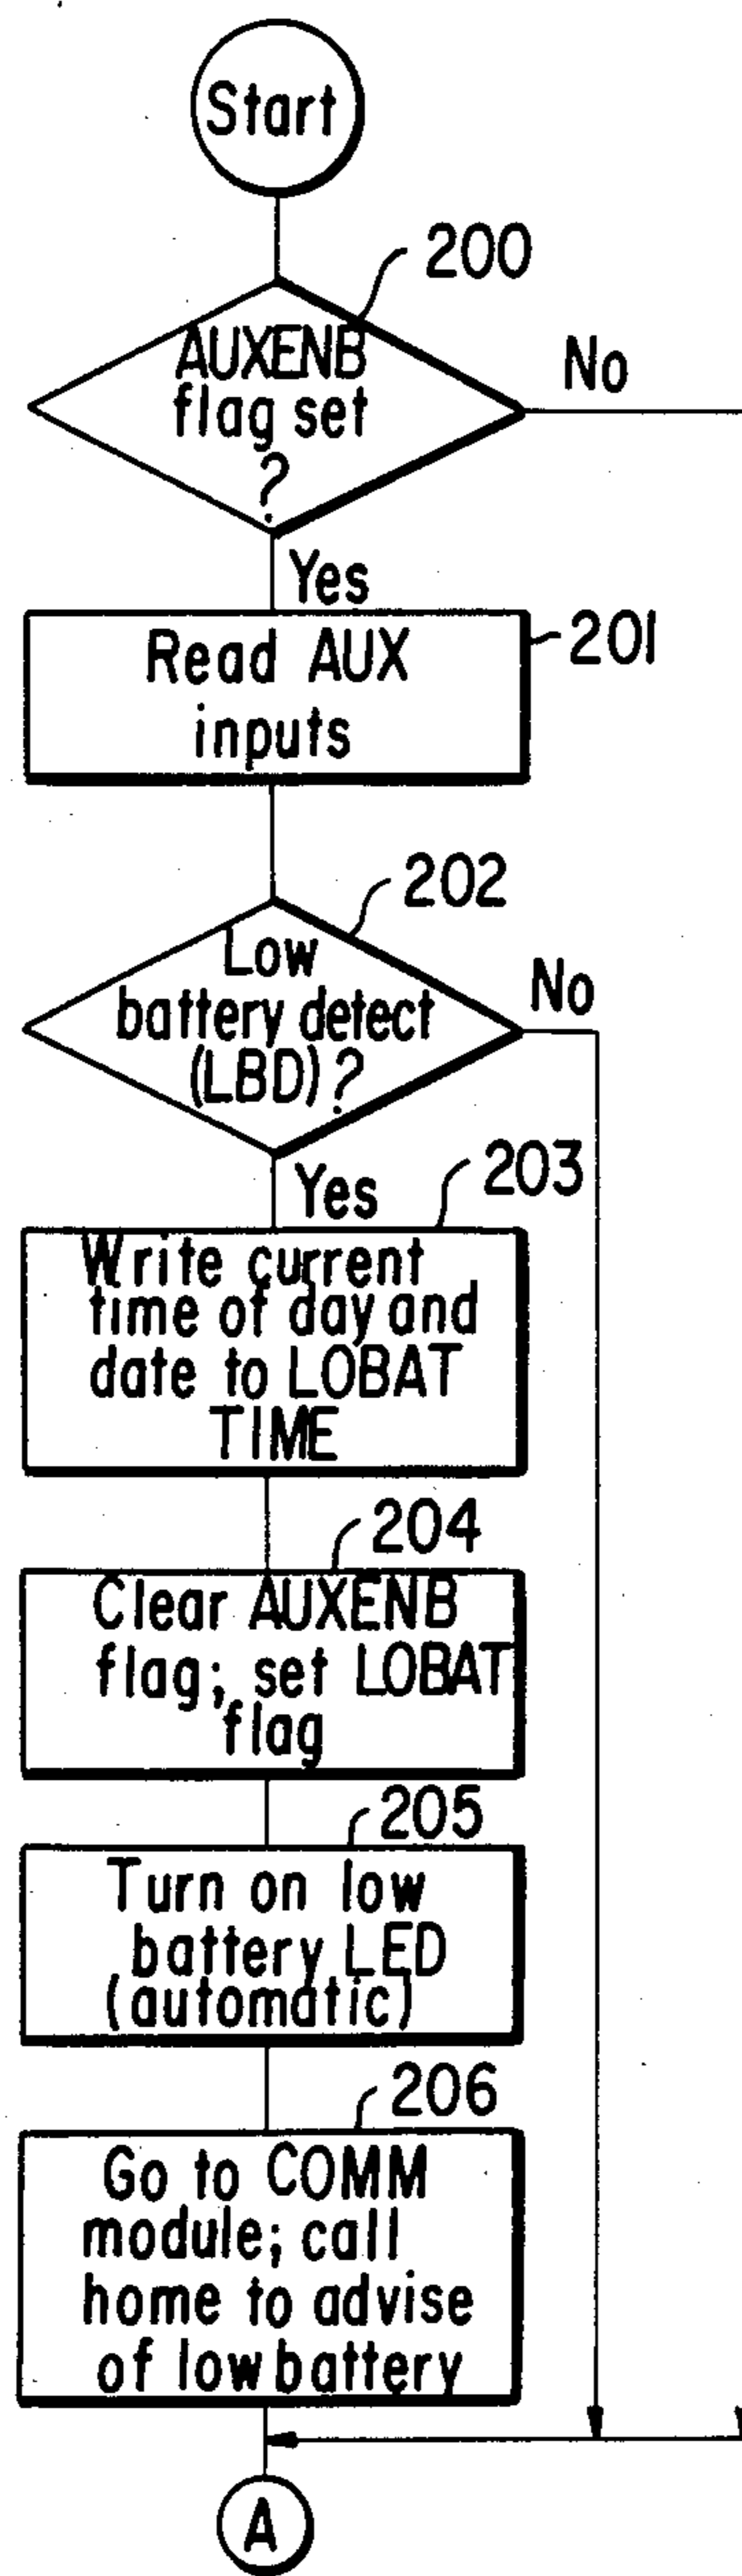 Start
200
AUXENB
flag set
?
No
Yes
Read AUX
inputs
201
202
Low
battery detect
(LBD)?
No
Yes
203
Write current
time of day and
date to LOBAT
TIME
204
Clear AUXENB
flag; set LOBAT
flag
205
Turn on low
battery LED
(automatic)
206
Go to COMM
module; call
home to advise
of low battery
A